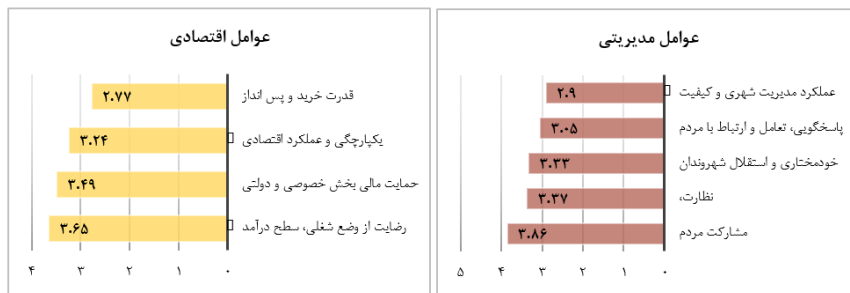 عوامل مدیریتی
عملکرد مدیریت شهری و کیفیت
۲.۹
پاسخگویی، تعامل و ارتباط با مردم
۳.۰۵
خودمختاری و استقلال شهروندان
۳.۳۳
نظارت،
۳.۳۷
مشارکت مردم
۳.۸۶
۰ ۱ ۲ ۳ ۴ ۵
عوامل اقتصادی
قدرت خرید و پس انداز
۲.۷۷
یکپارچگی و عملکرد اقتصادی
۳.۲۴
حمایت مالی بخش خصوصی و دولتی
۳.۴۹
رضایت از وضع شغلی، سطح درآمد
۳.۶۵
۰ ۱ ۲ ۳ ۴